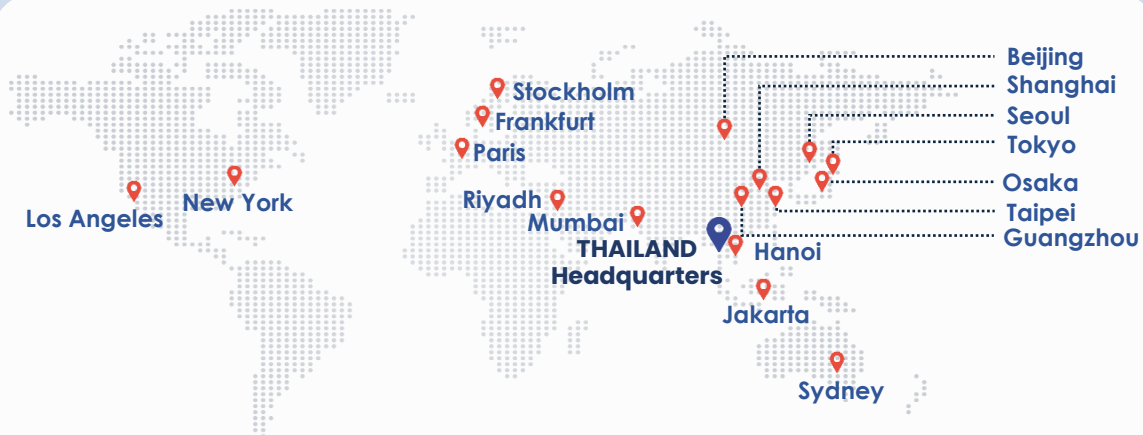 Stockholm
Frankfurt
Paris
Los Angeles
New York
Riyadh
Mumbai
THAILAND
Headquarters
Hanoi
Jakarta
Sydney
Beijing
Shanghai
Seoul
Tokyo
Osaka
Taipei
Guangzhou